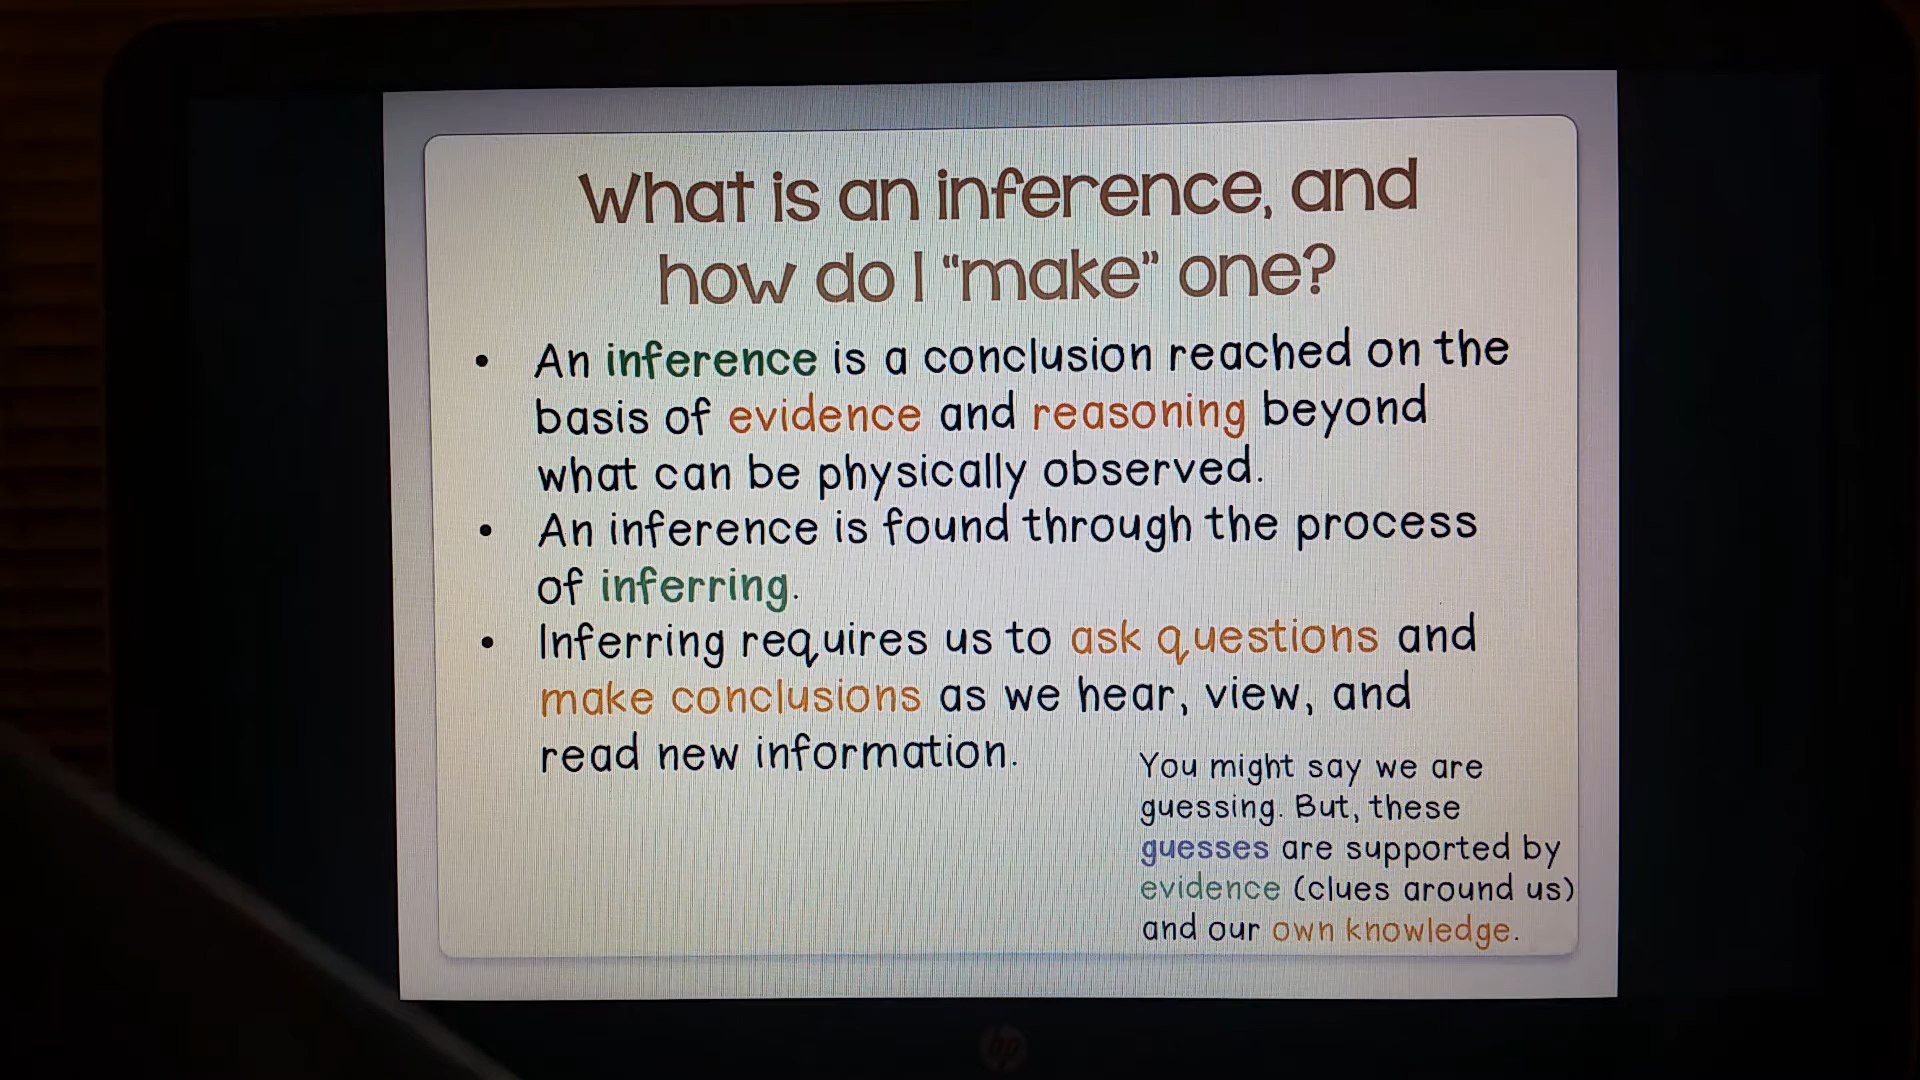 What is an inference, and
how do I "make" one?
• An inference is a conclusion reached on the
basis of evidence and reasoning beyond
what can be physically observed.
• An inference is found through the process
of inferring.
• Inferring requires us to ask questions and
make conclusions as we hear, view, and
read new information.
You might say we are
guessing. But, these
guesses are supported by
evidence (clues around us)
and our own knowledge.
hp